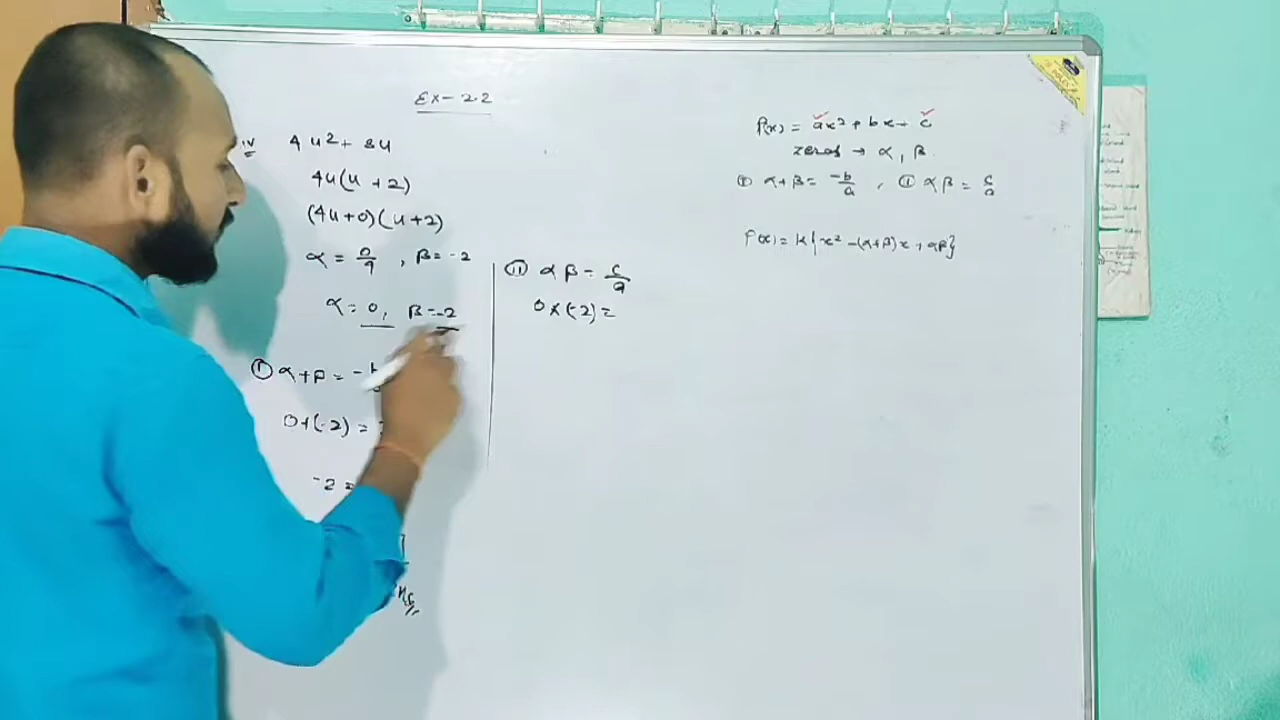 Ex - 2.2
iv 4u² + 8u
4u(u + 2)
(4u+0)(u+2)
α = 0/4 , β = -2
α = 0, β = -2
① α+β = -b
0+(-2) =
-2 =
⑪ αβ = c/a
0×(-2) =
P(x) = ax² + bx + c
zeros → α, β.
① α+β = -b/a , ⑪ αβ = c/a
P(x) = k{x² -(α+β)x + αβ}